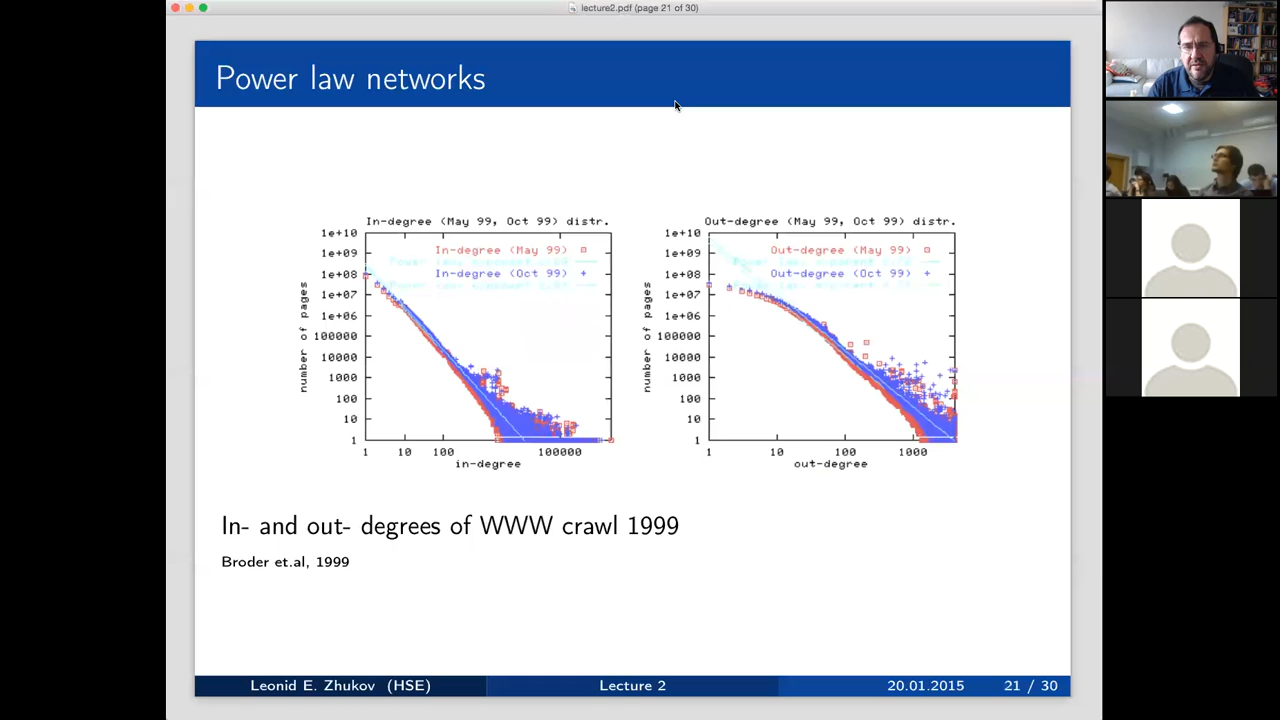 lecture2.pdf (page 21 of 30)
Power law networks
In-degree (May 99, Oct 99) distr.
1e+10
1e+09
1e+08
1e+07
1e+06
100000
10000
1000
100
10
1
number of pages
In-degree (May 99)
In-degree (Oct 99)
1 10 100 100000
in-degree
Out-degree (May 99, Oct 99) distr.
1e+10
1e+09
1e+08
1e+07
1e+06
100000
10000
1000
100
10
1
number of pages
Out-degree (May 99)
Out-degree (Oct 99)
1 10 100 1000
out-degree
In- and out- degrees of WWW crawl 1999
Broder et.al, 1999
Leonid E. Zhukov (HSE) Lecture 2 20.01.2015 21 / 30